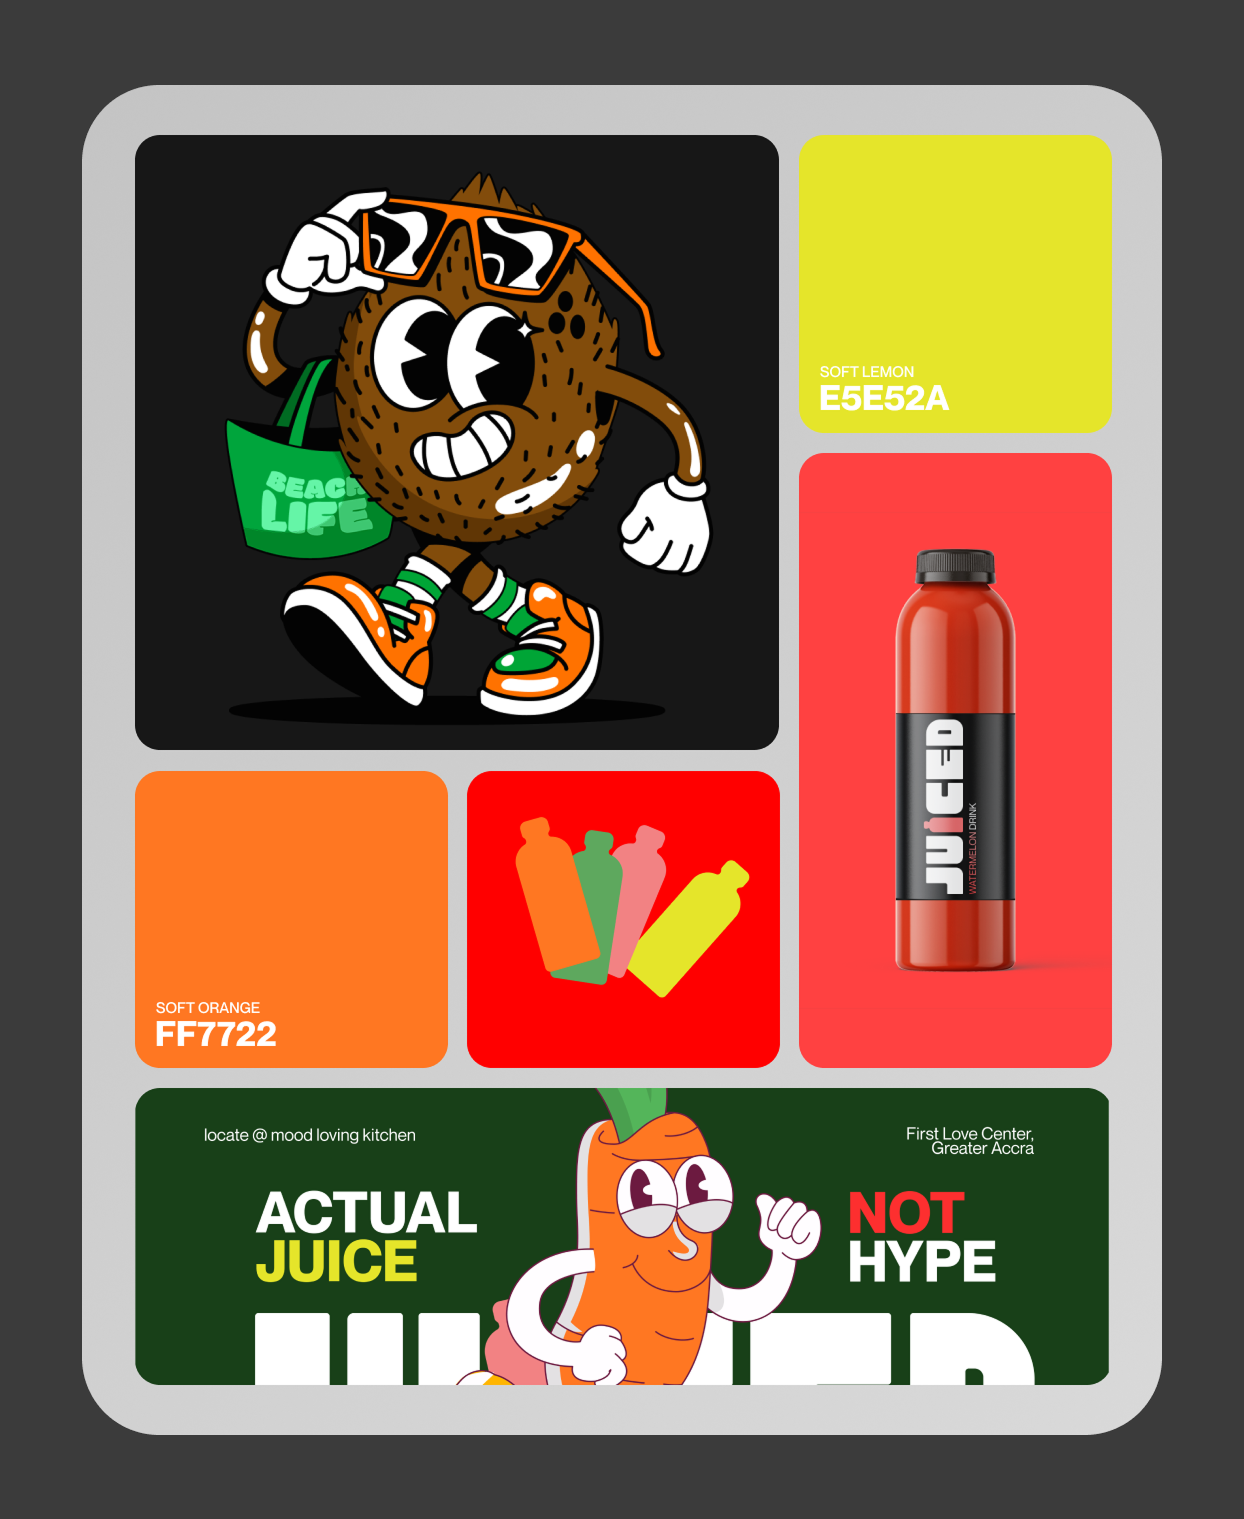 BEACH
LIFE
SOFT LEMON
E5E52A
JUICED
WATERMELON DRINK
SOFT ORANGE
FF7722
locate @ mood loving kitchen
First Love Center,
Greater Accra
ACTUAL
JUICE
NOT
HYPE